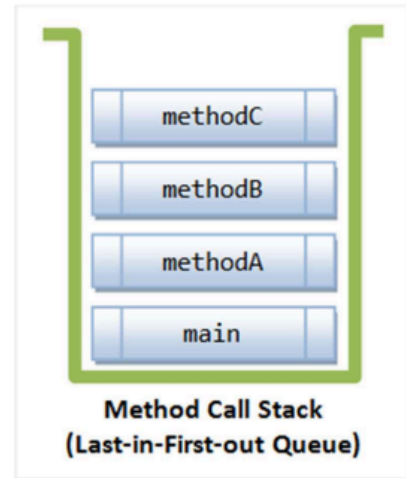 methodC
methodB
methodA
main
Method Call Stack
(Last-in-First-out Queue)